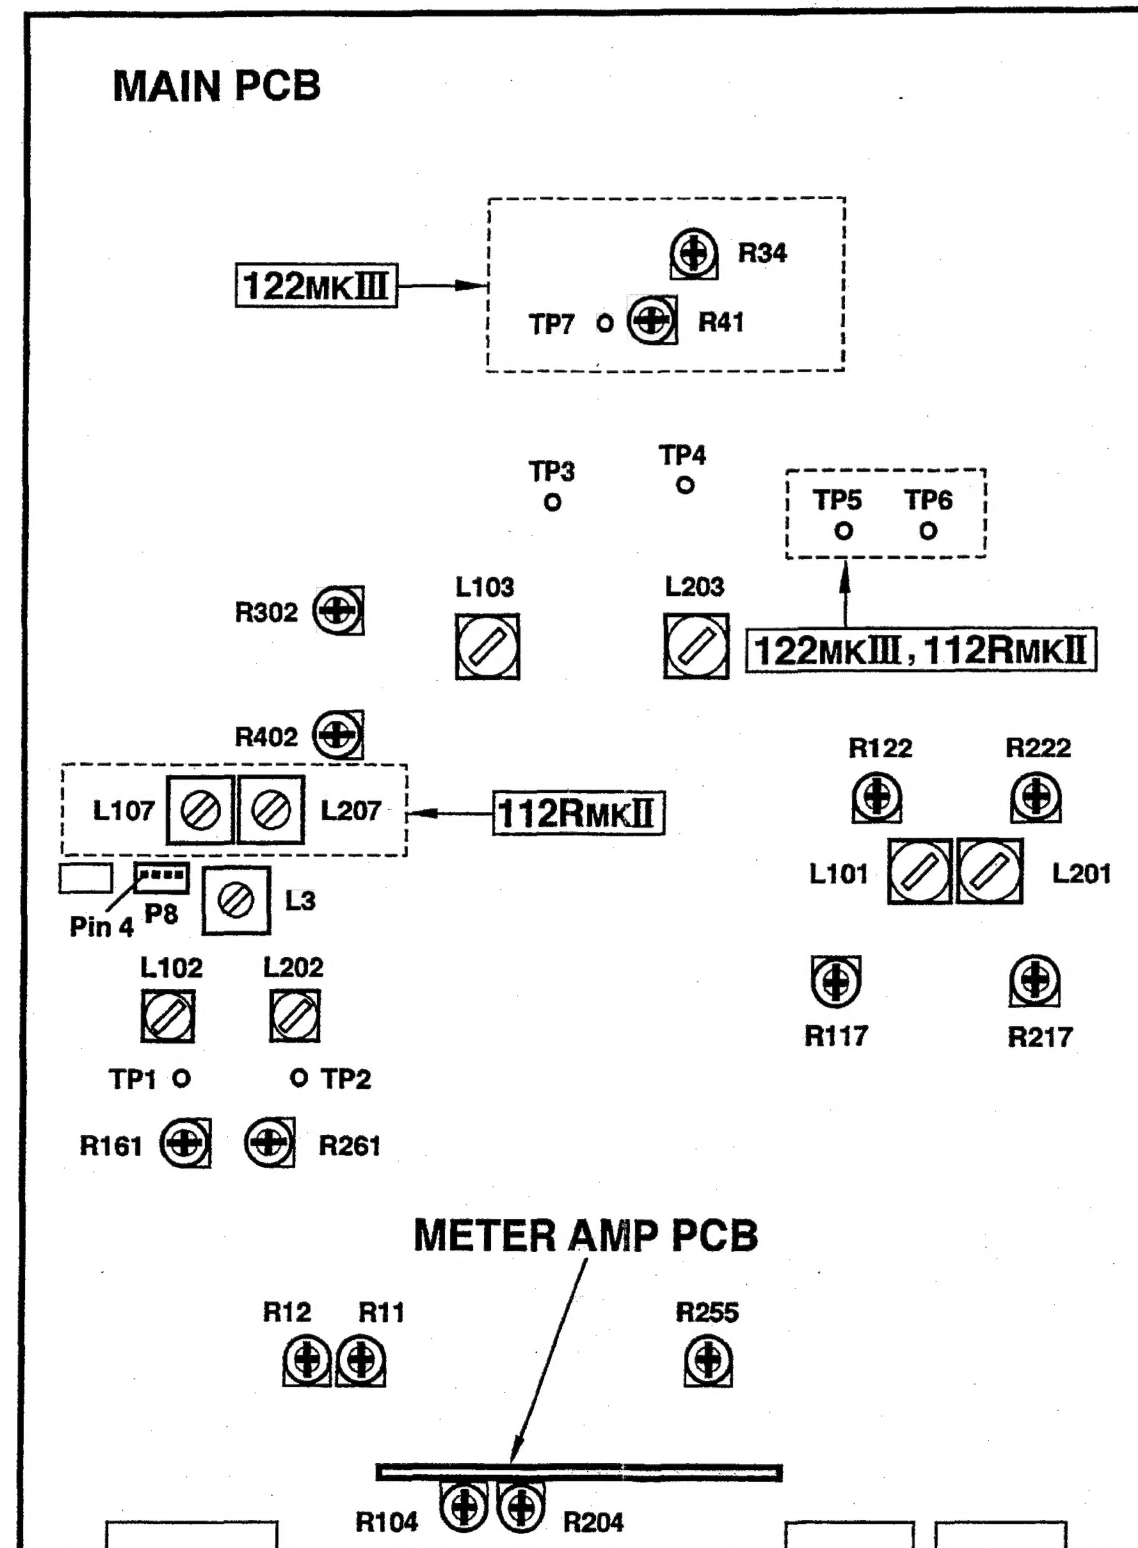 MAIN PCB
R34
122MKIII
TP7
R41
TP4
TP3
TP5 TP6
L103
L203
R302
122MKIII, 112RMKII
R402
R122
R222
L107
L207
112RMKII
L101
L201
L3
Pin 4
P8
L102
L202
R117
R217
TP1
TP2
R161
R261
METER AMP PCB
R12
R11
R255
R104
R204